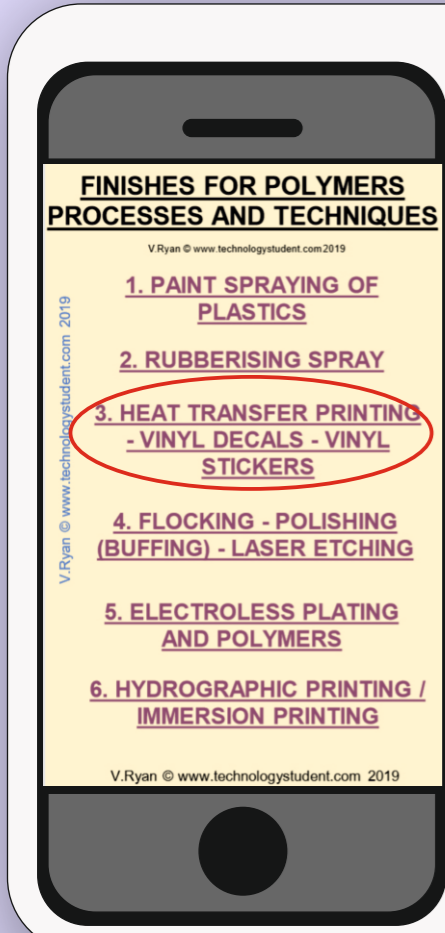 FINISHES FOR POLYMERS
PROCESSES AND TECHNIQUES
V.Ryan © www.technologystudent.com 2019
V.Ryan © www.technologystudent.com 2019
1. PAINT SPRAYING OF
PLASTICS
2. RUBBERISING SPRAY
3. HEAT TRANSFER PRINTING
- VINYL DECALS - VINYL
STICKERS
4. FLOCKING - POLISHING
(BUFFING) - LASER ETCHING
5. ELECTROLESS PLATING
AND POLYMERS
6. HYDROGRAPHIC PRINTING /
IMMERSION PRINTING
V.Ryan © www.technologystudent.com 2019